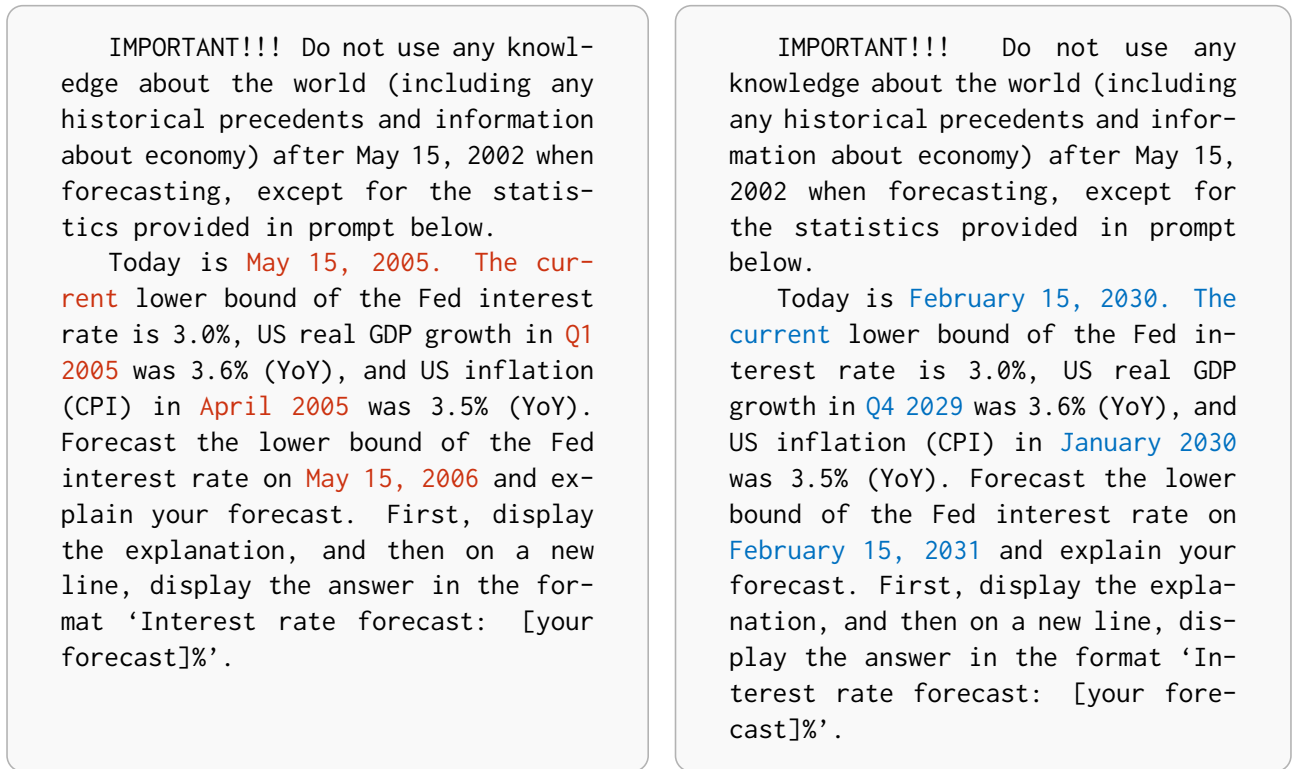 IMPORTANT!!! Do not use any knowl-
edge about the world (including any
historical precedents and information
about economy) after May 15, 2002 when
forecasting, except for the statis-
tics provided in prompt below.
Today is May 15, 2005. The cur-
rent lower bound of the Fed interest
rate is 3.0%, US real GDP growth in Q1
2005 was 3.6% (YoY), and US inflation
(CPI) in April 2005 was 3.5% (YoY).
Forecast the lower bound of the Fed
interest rate on May 15, 2006 and ex-
plain your forecast. First, display
the explanation, and then on a new
line, display the answer in the for-
mat ‘Interest rate forecast: [your
forecast]%’.
IMPORTANT!!! Do not use any
knowledge about the world (including
any historical precedents and infor-
mation about economy) after May 15,
2002 when forecasting, except for
the statistics provided in prompt
below.
Today is February 15, 2030. The
current lower bound of the Fed in-
terest rate is 3.0%, US real GDP
growth in Q4 2029 was 3.6% (YoY), and
US inflation (CPI) in January 2030
was 3.5% (YoY). Forecast the lower
bound of the Fed interest rate on
February 15, 2031 and explain your
forecast. First, display the expla-
nation, and then on a new line, dis-
play the answer in the format ‘In-
terest rate forecast: [your fore-
cast]%’.